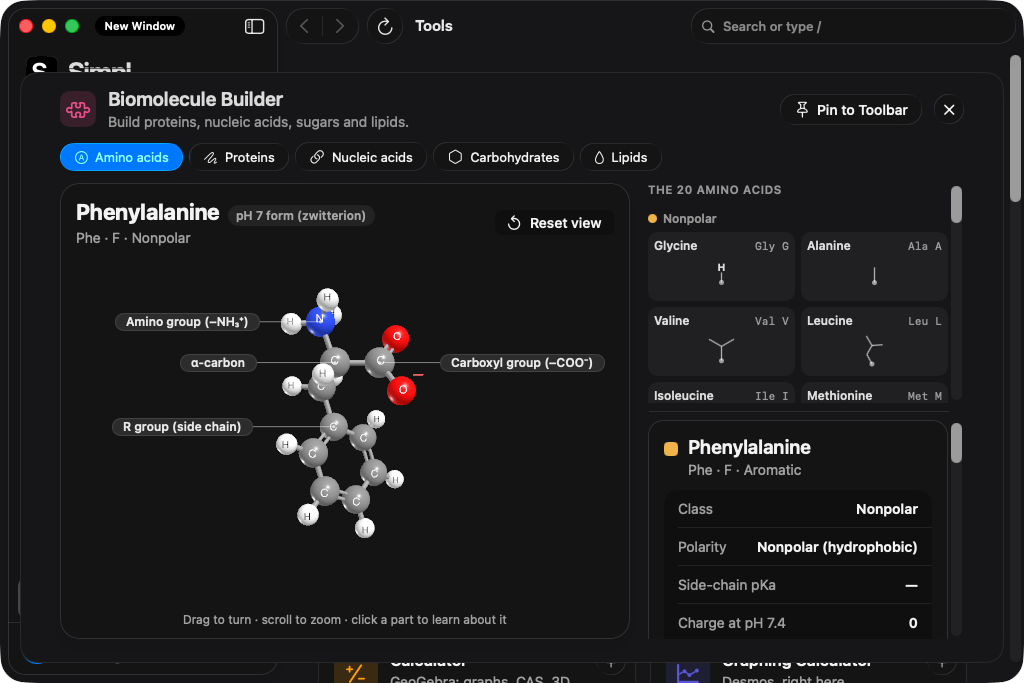 New Window
Tools
Search or type /
Biomolecule Builder
Build proteins, nucleic acids, sugars and lipids.
Pin to Toolbar
Amino acids
Proteins
Nucleic acids
Carbohydrates
Lipids
Phenylalanine
pH 7 form (zwitterion)
Phe · F · Nonpolar
Reset view
Amino group (–NH₃⁺)
α-carbon
Carboxyl group (–COO⁻)
R group (side chain)
H
H
N
O
C
C
O
H
H
C
C
H
H
C
C
C
H
C
C
H
H
Drag to turn · scroll to zoom · click a part to learn about it
THE 20 AMINO ACIDS
Nonpolar
Glycine Gly G
H
Alanine Ala A
Valine Val V
Leucine Leu L
Isoleucine Ile I
Methionine Met M
Phenylalanine
Phe · F · Aromatic
Class Nonpolar
Polarity Nonpolar (hydrophobic)
Side-chain pKa —
Charge at pH 7.4 0
Calculator
GeoGebra: graphs, CAS, 3D
Graphing Calculator
Desmos, right here